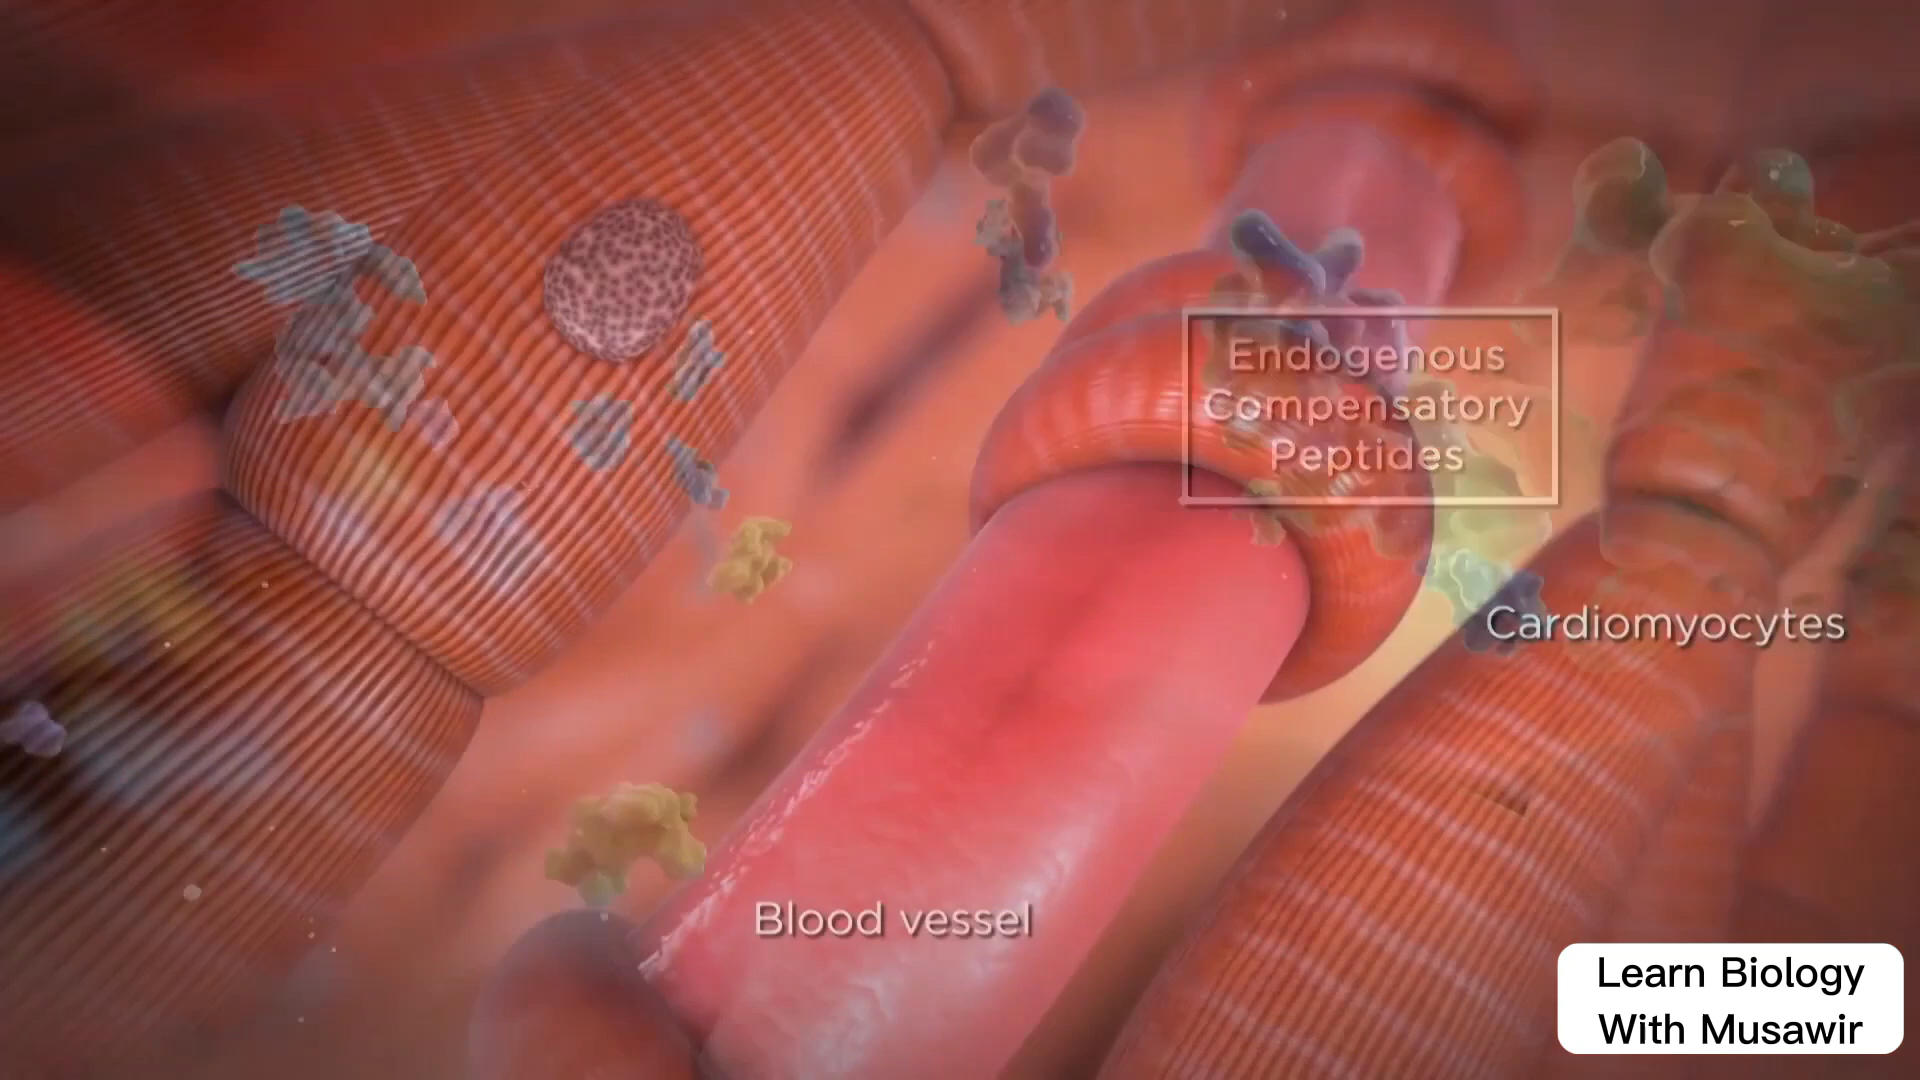 Endogenous
Compensatory
Peptides
Cardiomyocytes
Blood vessel
Learn Biology
With Musawir